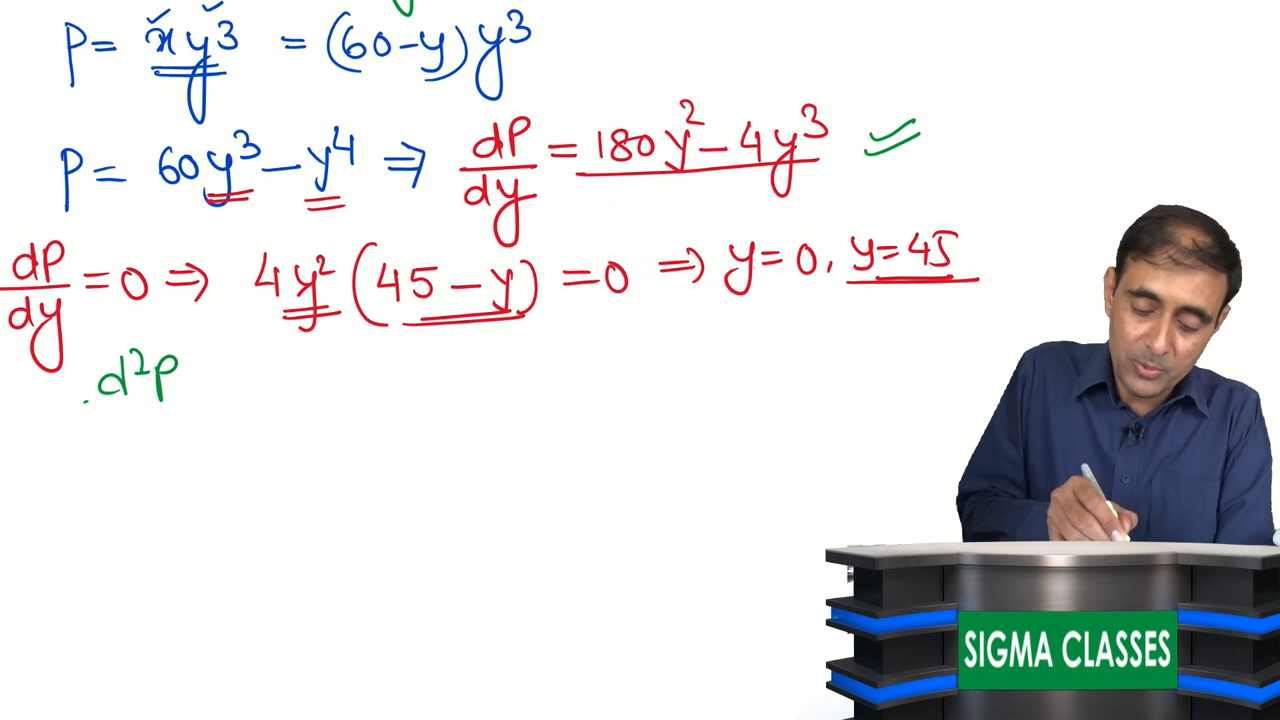 P = xy³ = (60-y)y³
P = 60y³ - y⁴ ⇒ dP/dy = 180y² - 4y³
dP/dy = 0 ⇒ 4y² (45 - y) = 0 ⇒ y = 0, y = 45
d²P
SIGMA CLASSES